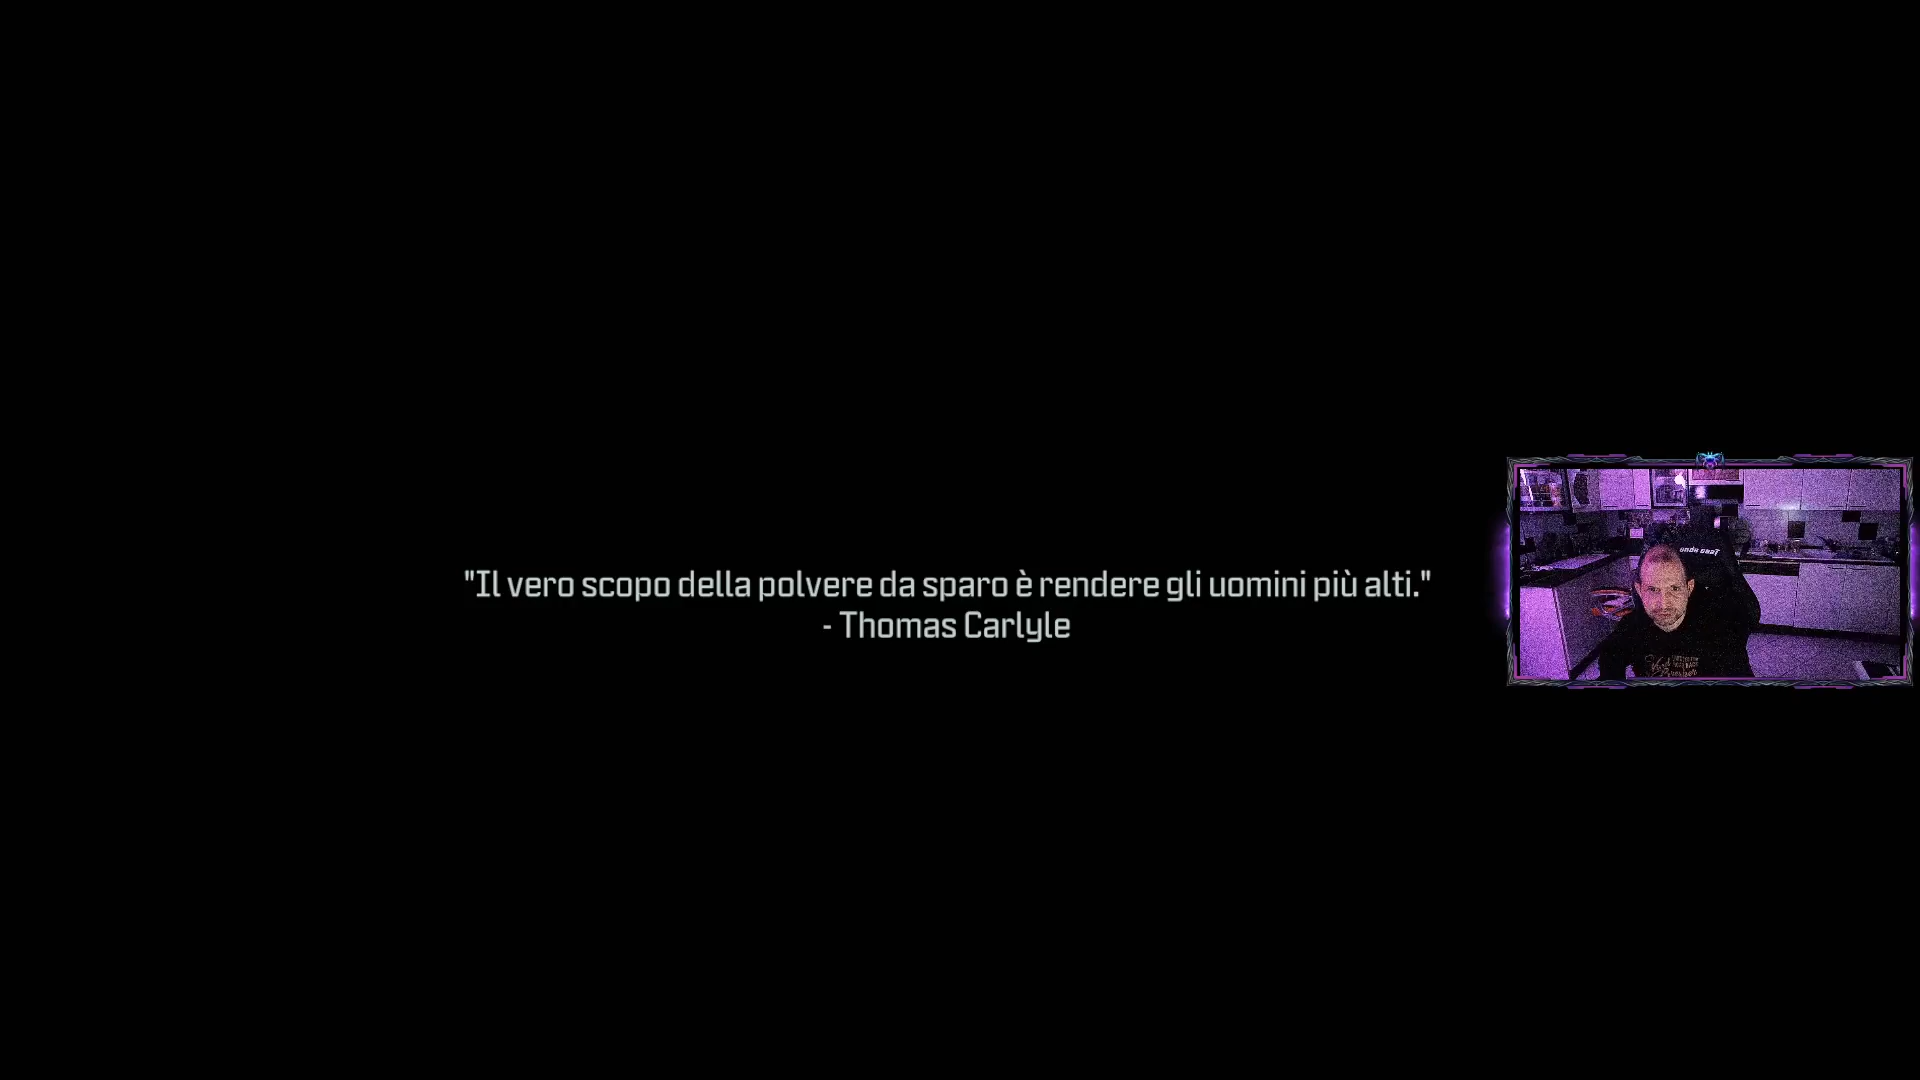 "Il vero scopo della polvere da sparo è rendere gli uomini più alti."
- Thomas Carlyle